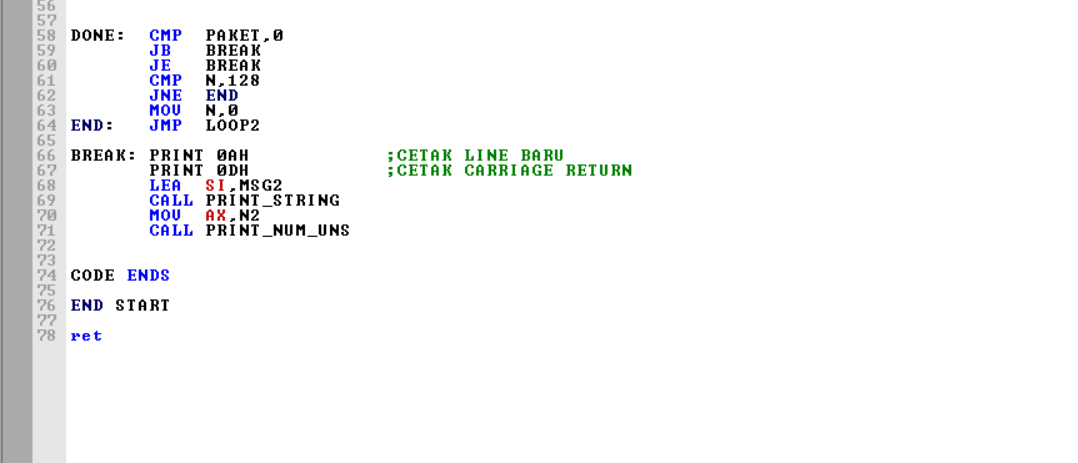 56
57
58 DONE: CMP PAKET,0
59 JB BREAK
60 JE BREAK
61 CMP N,128
62 JNE END
63 MOV N,0
64 END: JMP LOOP2
65
66 BREAK: PRINT 0AH ;CETAK LINE BARU
67 PRINT 0DH ;CETAK CARRIAGE RETURN
68 LEA SI,MSG2
69 CALL PRINT_STRING
70 MOV AX,N2
71 CALL PRINT_NUM_UNS
72
73
74 CODE ENDS
75
76 END START
77
78 ret